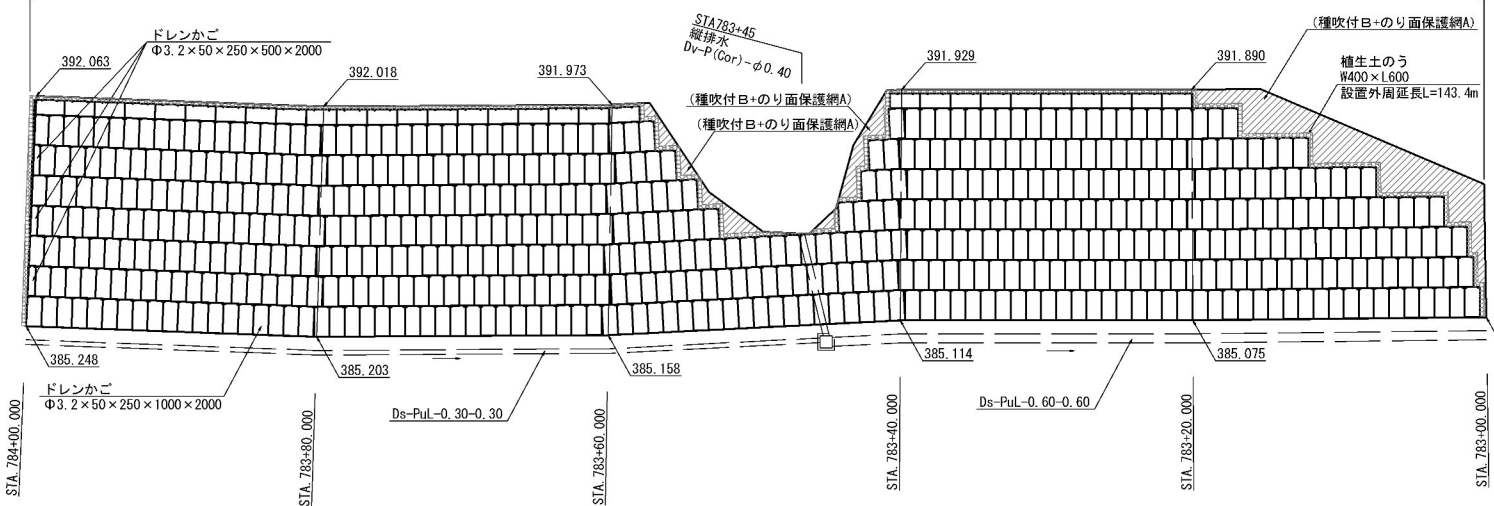 ドレンかご
Φ3.2×50×250×500×2000
392.063
392.018
391.973
STA783+45
縦排水
Dv-P(Cor)-φ0.40
(種吹付B+のり面保護網A)
(種吹付B+のり面保護網A)
391.929
391.890
(種吹付B+のり面保護網A)
植生土のう
W400×L600
設置外周延長L=143.4m
385.248
385.203
385.158
385.114
385.075
ドレンかご
Φ3.2×50×250×1000×2000
Ds-PuL-0.30-0.30
Ds-PuL-0.60-0.60
STA.784+00.000
STA.783+80.000
STA.783+60.000
STA.783+40.000
STA.783+20.000
STA.783+00.000